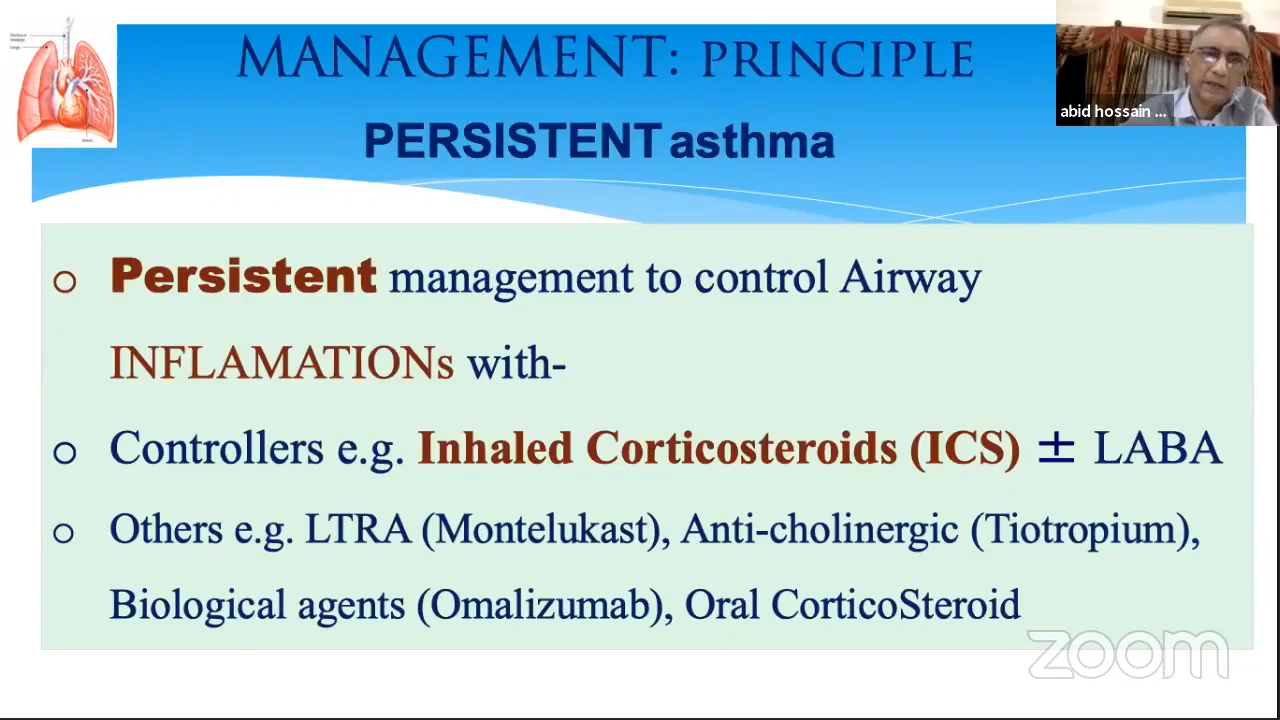 MANAGEMENT: PRINCIPLE
PERSISTENT asthma
abid hossain ...
o Persistent management to control Airway
INFLAMATIONs with-
o Controllers e.g. Inhaled Corticosteroids (ICS) ± LABA
o Others e.g. LTRA (Montelukast), Anti-cholinergic (Tiotropium),
Biological agents (Omalizumab), Oral CorticoSteroid
zoom